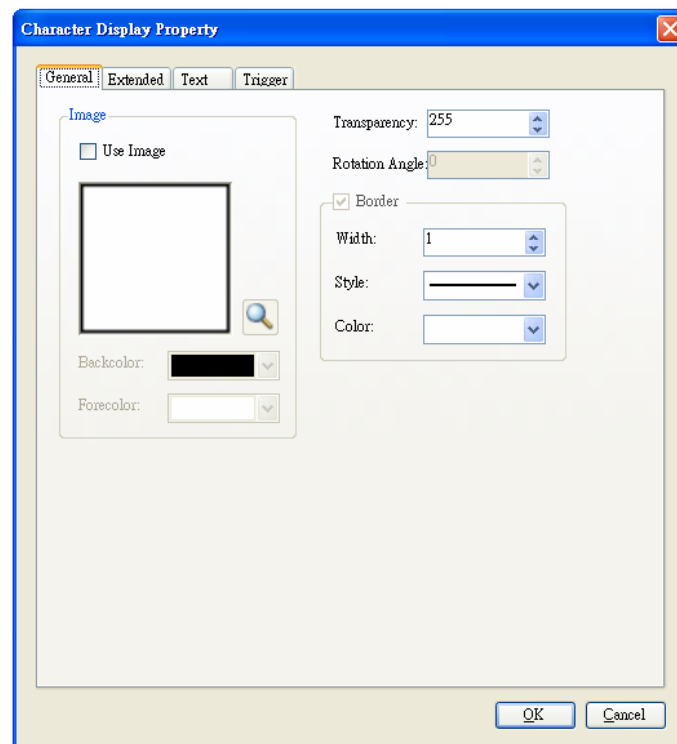 Character Display Property
General Extended Text Trigger
Image
Use Image
Backcolor:
Forecolor:
Transparency: 255
Rotation Angle: 0
Border
Width: 1
Style:
Color:
OK Cancel